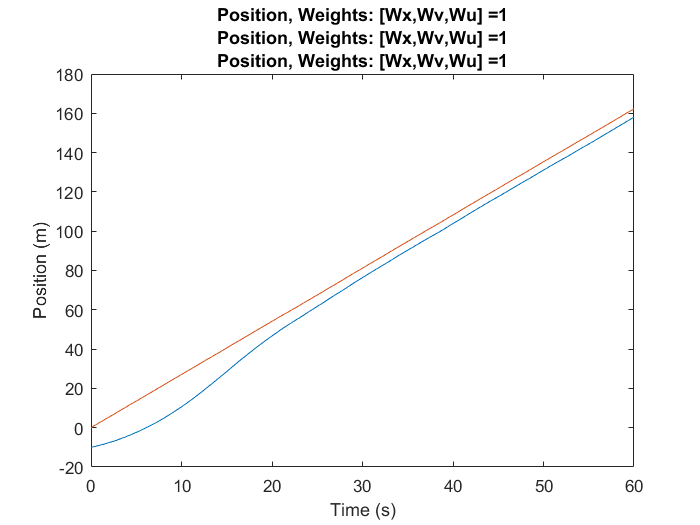 Position, Weights: [Wx,Wv,Wu] =1
Position, Weights: [Wx,Wv,Wu] =1
Position, Weights: [Wx,Wv,Wu] =1
180
160
140
120
100
80
60
40
20
0
-20
Position (m)
0 10 20 30 40 50 60
Time (s)